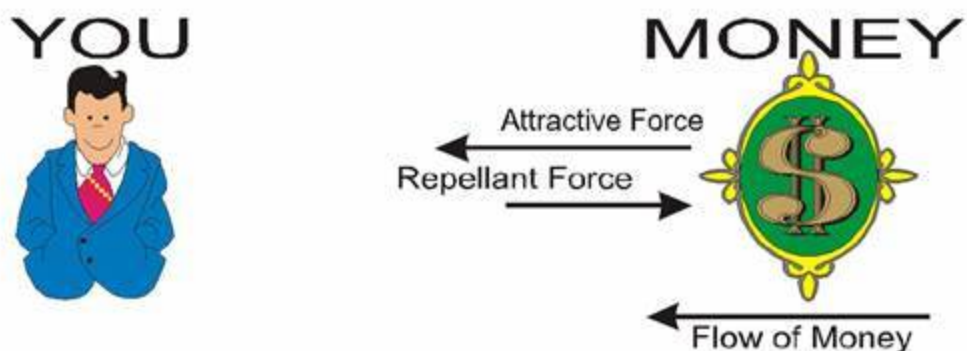 YOU
MONEY
Attractive Force
Repellant Force
$
Flow of Money